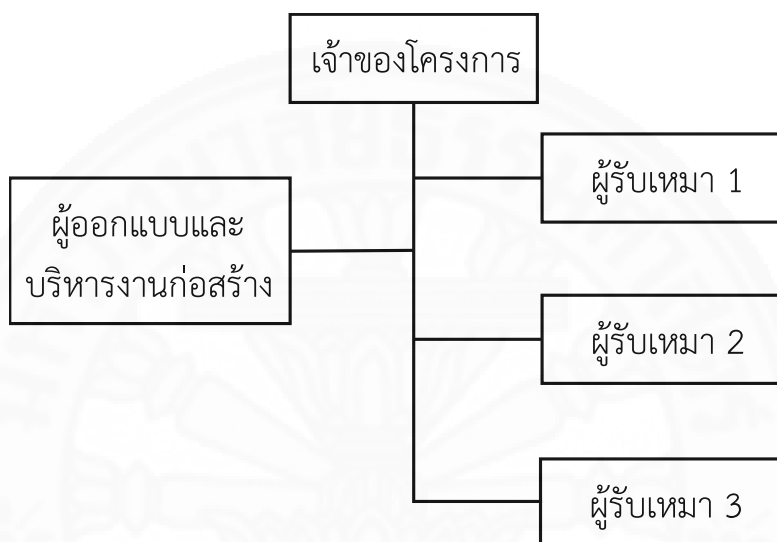 เจ้าของโครงการ
ผู้รับเหมา 1
ผู้ออกแบบและ
บริหารงานก่อสร้าง
ผู้รับเหมา 2
ผู้รับเหมา 3